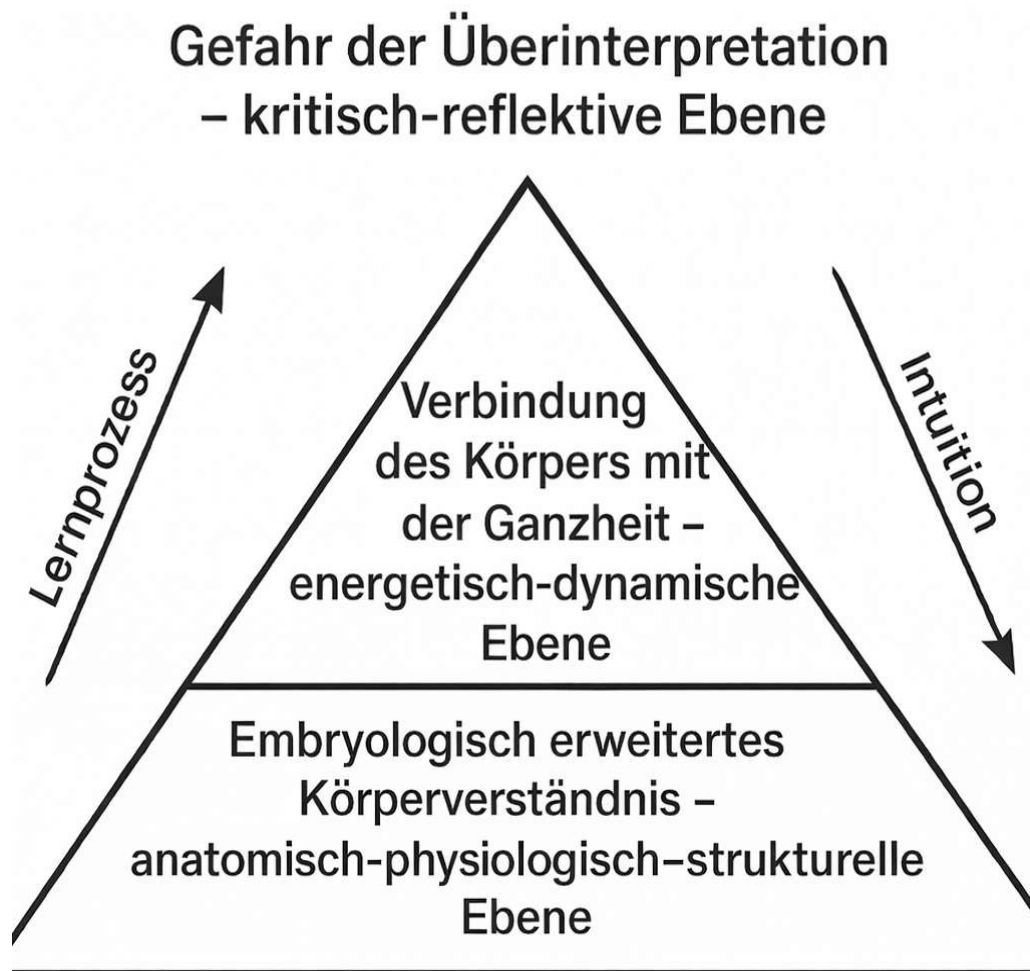 Gefahr der Überinterpretation
– kritisch-reflektive Ebene
Lernprozess
Intuition
Verbindung
des Körpers mit
der Ganzheit –
energetisch-dynamische
Ebene
Embryologisch erweitertes
Körperverständnis –
anatomisch-physiologisch–strukturelle
Ebene